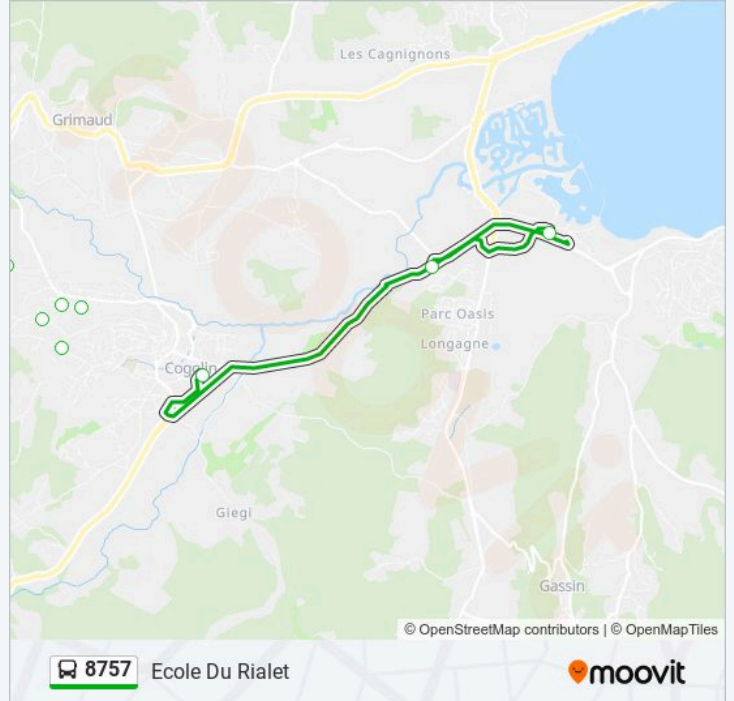 Les Cagnignons
Grimaud
Parc Oasis
Longagne
Cogolin
Giegi
Gassin
© OpenStreetMap contributors | © OpenMapTiles
8757 Ecole Du Rialet
moovit